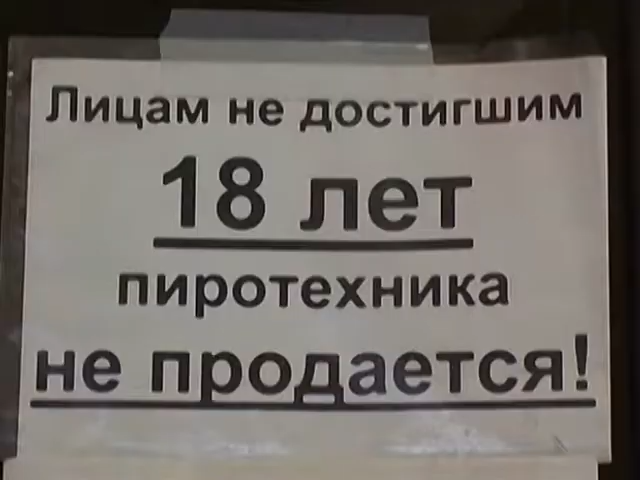 Лицам не достигшим
18 лет
пиротехника
не продается!